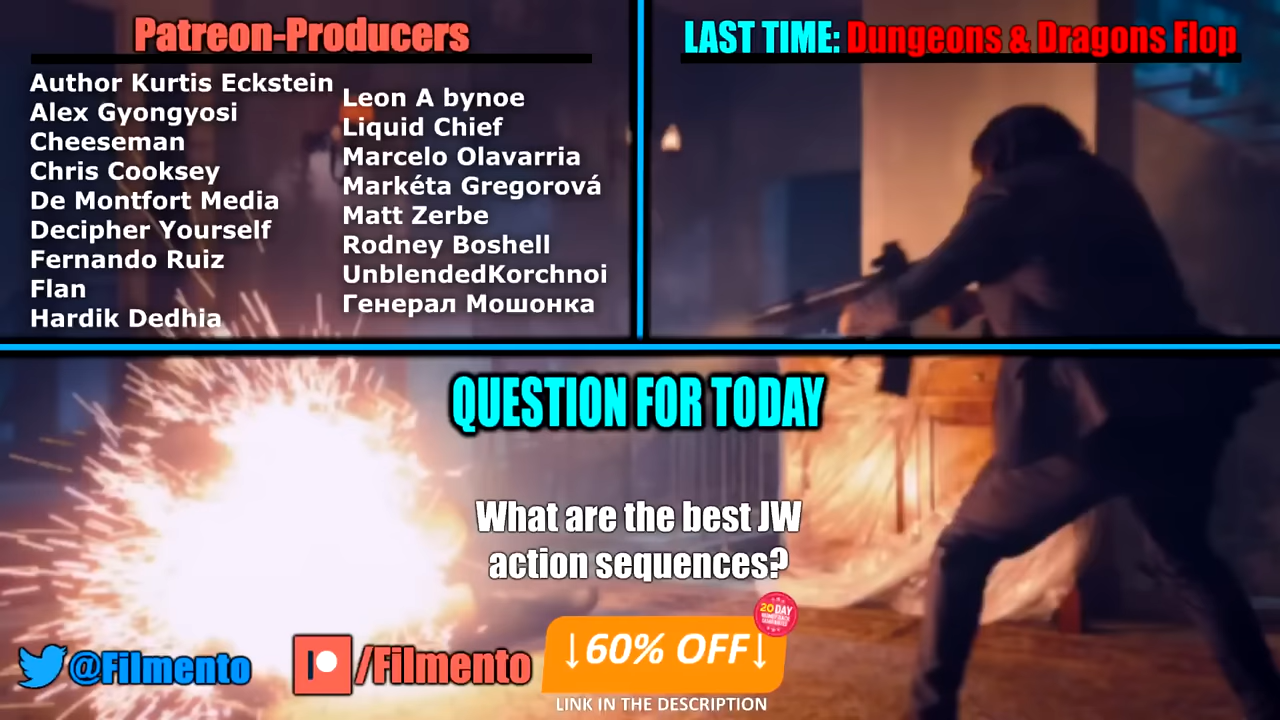 Patreon-Producers
Author Kurtis Eckstein
Alex Gyongyosi
Cheeseman
Chris Cooksey
De Montfort Media
Decipher Yourself
Fernando Ruiz
Flan
Hardik Dedhia
Leon A bynoe
Liquid Chief
Marcelo Olavarria
Markéta Gregorová
Matt Zerbe
Rodney Boshell
UnblendedKorchnoi
Генерал Мошонка
LAST TIME: Dungeons & Dragons Flop
QUESTION FOR TODAY
What are the best JW
action sequences?
@Filmento
/Filmento
20 DAY
↓60% OFF↓
LINK IN THE DESCRIPTION